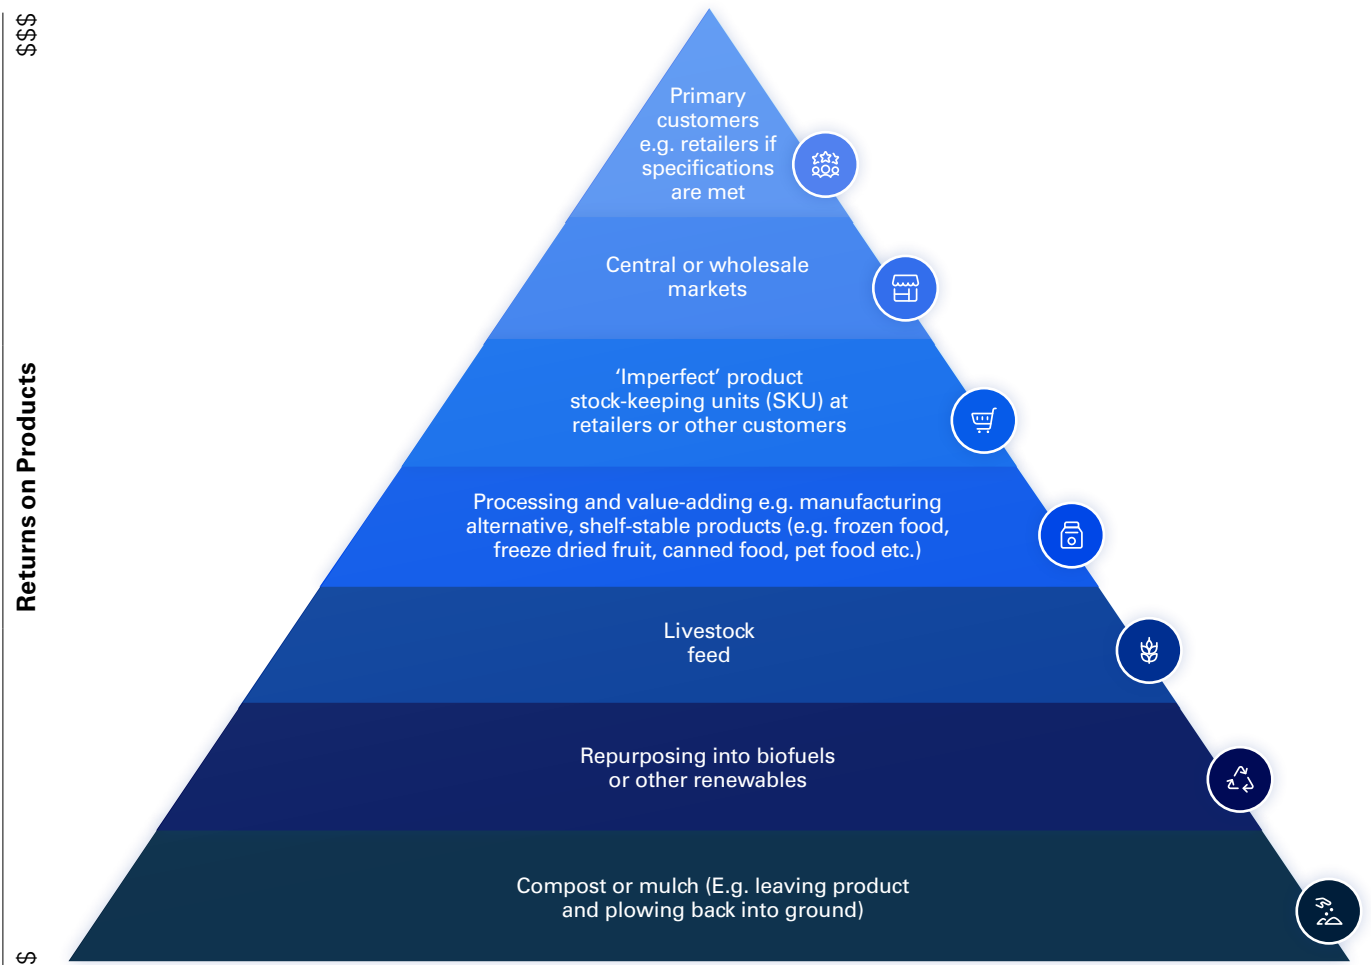 $$$
Returns on Products
$
Primary
customers
e.g. retailers if
specifications
are met
Central or wholesale
markets
‘Imperfect’ product
stock-keeping units (SKU) at
retailers or other customers
Processing and value-adding e.g. manufacturing
alternative, shelf-stable products (e.g. frozen food,
freeze dried fruit, canned food, pet food etc.)
Livestock
feed
Repurposing into biofuels
or other renewables
Compost or mulch (E.g. leaving product
and plowing back into ground)